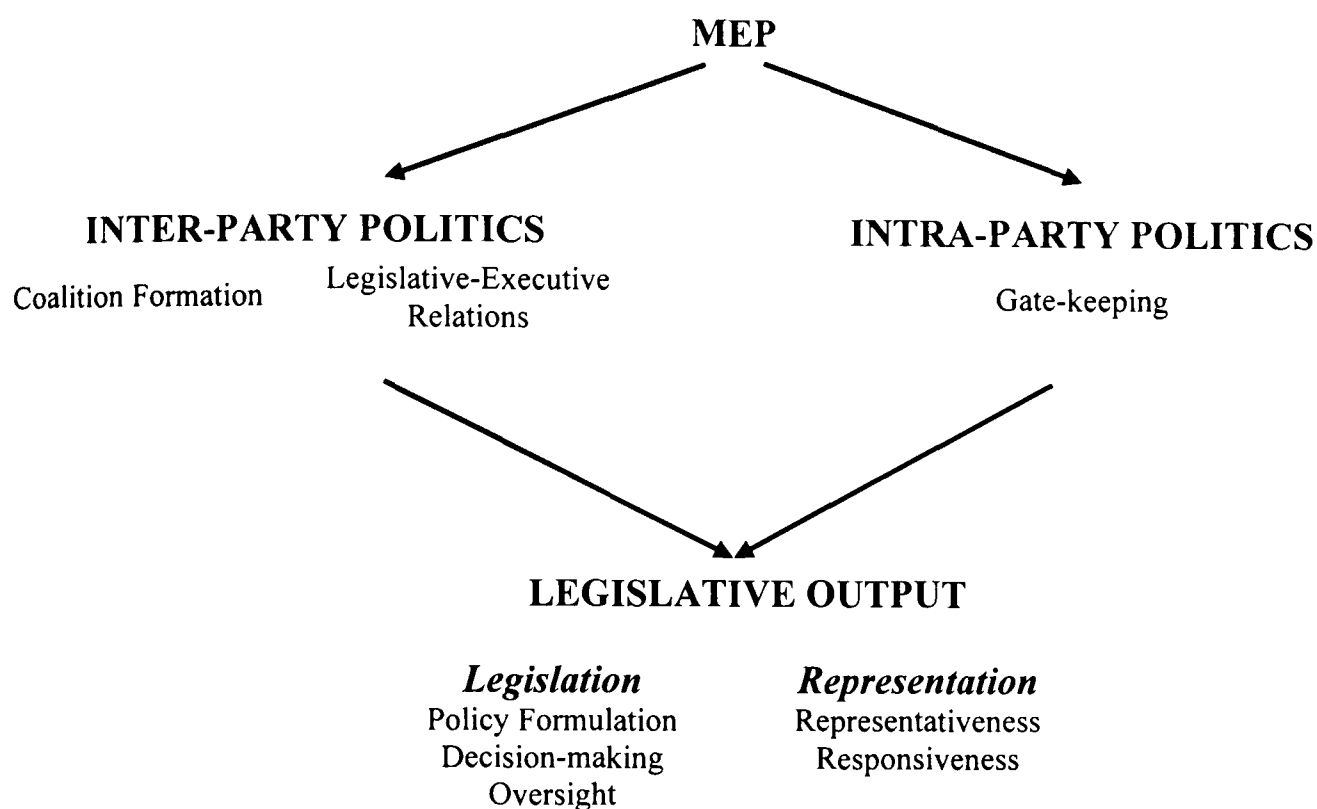 MEP
INTER-PARTY POLITICS
Coalition Formation
Legislative-Executive
Relations
INTRA-PARTY POLITICS
Gate-keeping
LEGISLATIVE OUTPUT
Legislation
Policy Formulation
Decision-making
Oversight
Representation
Representativeness
Responsiveness